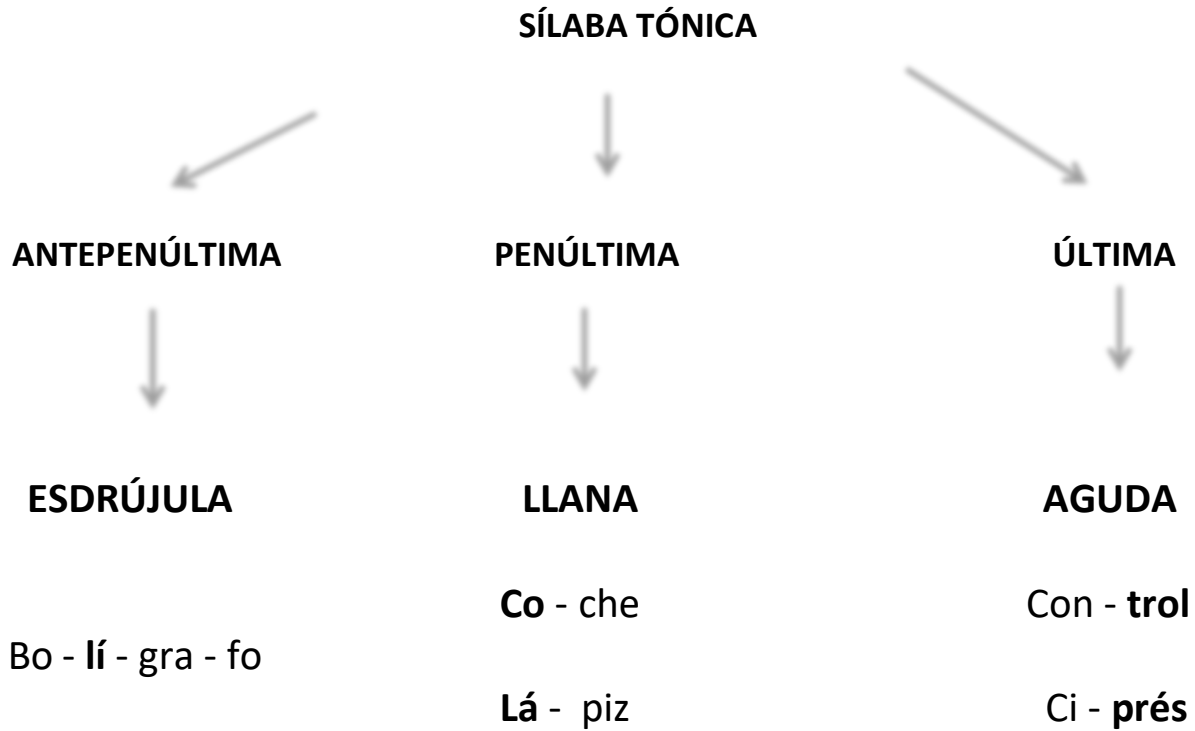 SÍLABA TÓNICA
ANTEPENÚLTIMA
PENÚLTIMA
ÚLTIMA
ESDRÚJULA
LLANA
AGUDA
Bo - lí - gra - fo
Co - che
Lá - piz
Con - trol
Ci - prés